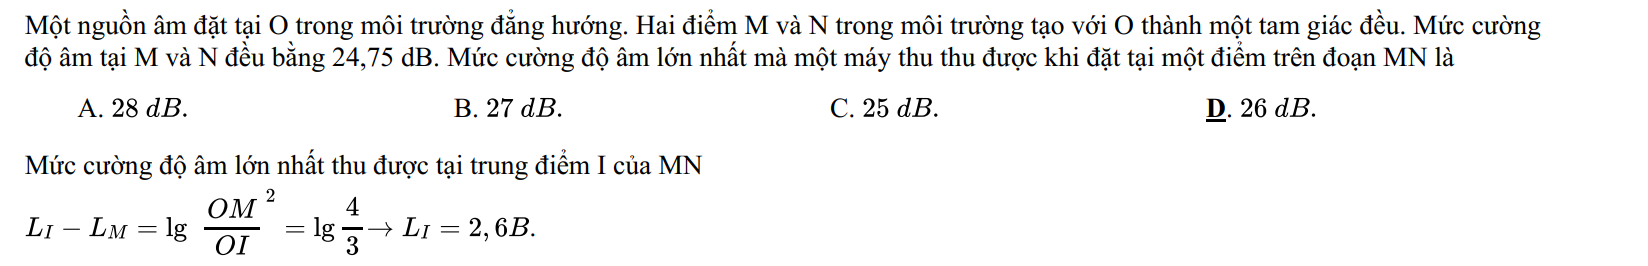 Một nguồn âm đặt tại O trong môi trường đẳng hướng. Hai điểm M và N trong môi trường tạo với O thành một tam giác đều. Mức cường
độ âm tại M và N đều bằng 24,75 dB. Mức cường độ âm lớn nhất mà một máy thu thu được khi đặt tại một điểm trên đoạn MN là
A. 28 dB. B. 27 dB. C. 25 dB. D. 26 dB.
Mức cường độ âm lớn nhất thu được tại trung điểm I của MN
L_I − L_M = lg \frac{OM}{OI}^2 = lg \frac{4}{3} → L_I = 2,6B.